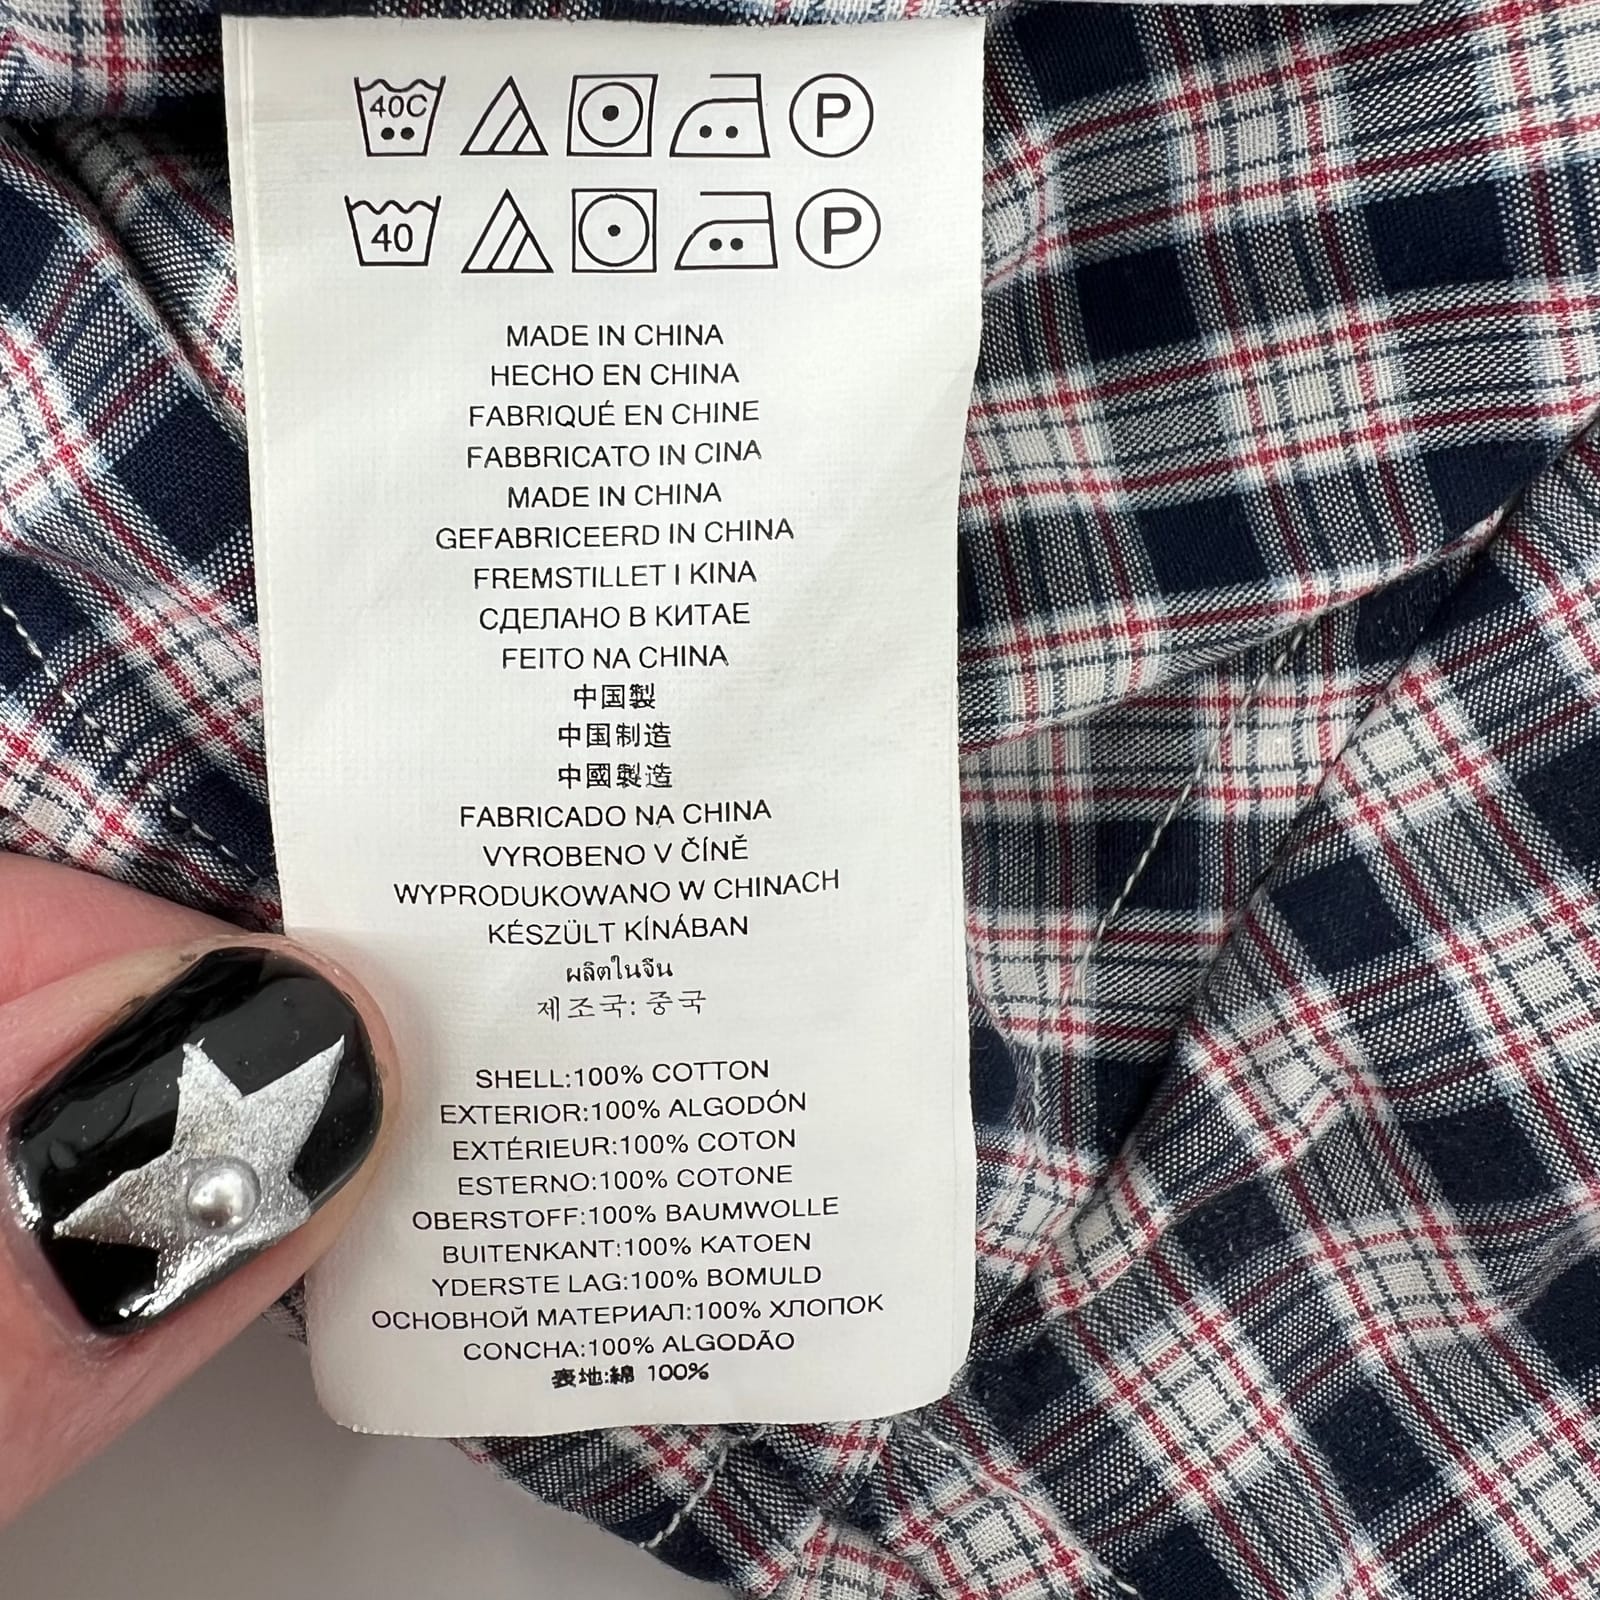 40C P
40 P
MADE IN CHINA
HECHO EN CHINA
FABRIQUÉ EN CHINE
FABBRICATO IN CINA
MADE IN CHINA
GEFABRICEERD IN CHINA
FREMSTILLET I KINA
СДЕЛАНО В КИТАЕ
FEITO NA CHINA
中国製
中国制造
中國製造
FABRICADO NA CHINA
VYROBENO V ČÍNĚ
WYPRODUKOWANO W CHINACH
KÉSZÜLT KÍNÁBAN
ผลิตในจีน
제조국: 중국
SHELL:100% COTTON
EXTERIOR:100% ALGODÓN
EXTÉRIEUR:100% COTON
ESTERNO:100% COTONE
OBERSTOFF:100% BAUMWOLLE
BUITENKANT:100% KATOEN
YDERSTE LAG:100% BOMULD
ОСНОВНОЙ МАТЕРИАЛ:100% ХЛОПОК
CONCHA:100% ALGODÃO
表地:綿 100%